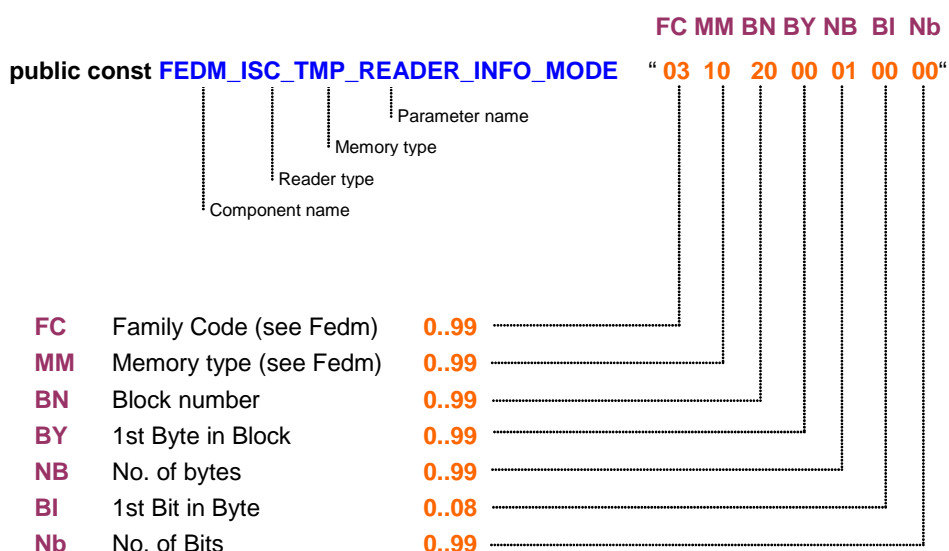 FC MM BN BY NB BI Nb
public const FEDM_ISC_TMP_READER_INFO_MODE “ 03 10 20 00 01 00 00“
Parameter name
Memory type
Reader type
Component name
FC Family Code (see Fedm) 0..99
MM Memory type (see Fedm) 0..99
BN Block number 0..99
BY 1st Byte in Block 0..99
NB No. of bytes 0..99
BI 1st Bit in Byte 0..08
Nb No. of Bits 0..99